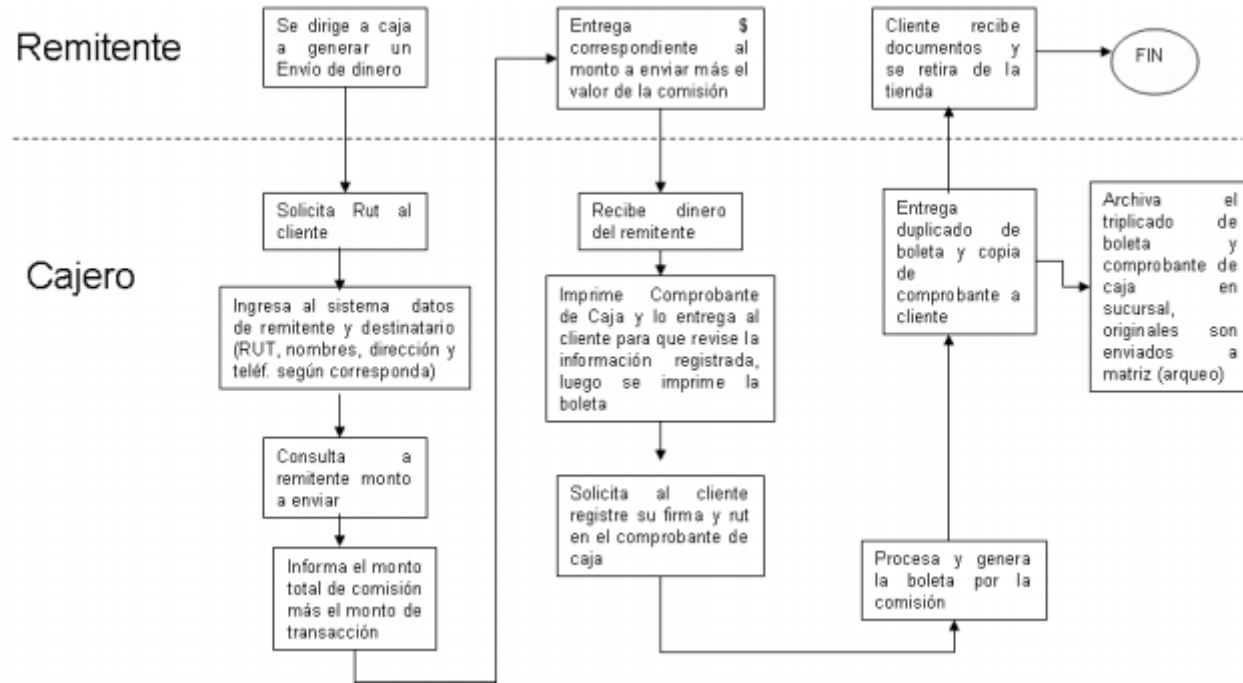 Remitente
Se dirige a caja
a generar un
Envío de dinero
Entrega $
correspondiente al
monto a enviar más el
valor de la comisión
Cliente recibe
documentos y
se retira de la
tienda
FIN
Cajero
Solicita Rut al
cliente
Ingresa al sistema datos
de remitente y destinatario
(RUT, nombres, dirección y
teléf. según corresponda)
Consulta a
remitente monto
a enviar
Informa el monto
total de comisión
más el monto de
transacción
Recibe dinero
del remitente
Imprime Comprobante
de Caja y lo entrega al
cliente para que revise la
información registrada,
luego se imprime la
boleta
Solicita al cliente
registre su firma y rut
en el comprobante de
caja
Procesa y genera
la boleta por la
comisión
Entrega
duplicado de
boleta y copia
de
comprobante a
cliente
Archiva el
triplicado de
boleta y
comprobante de
caja en
sucursal,
originales son
enviados a
matriz (arqueo)